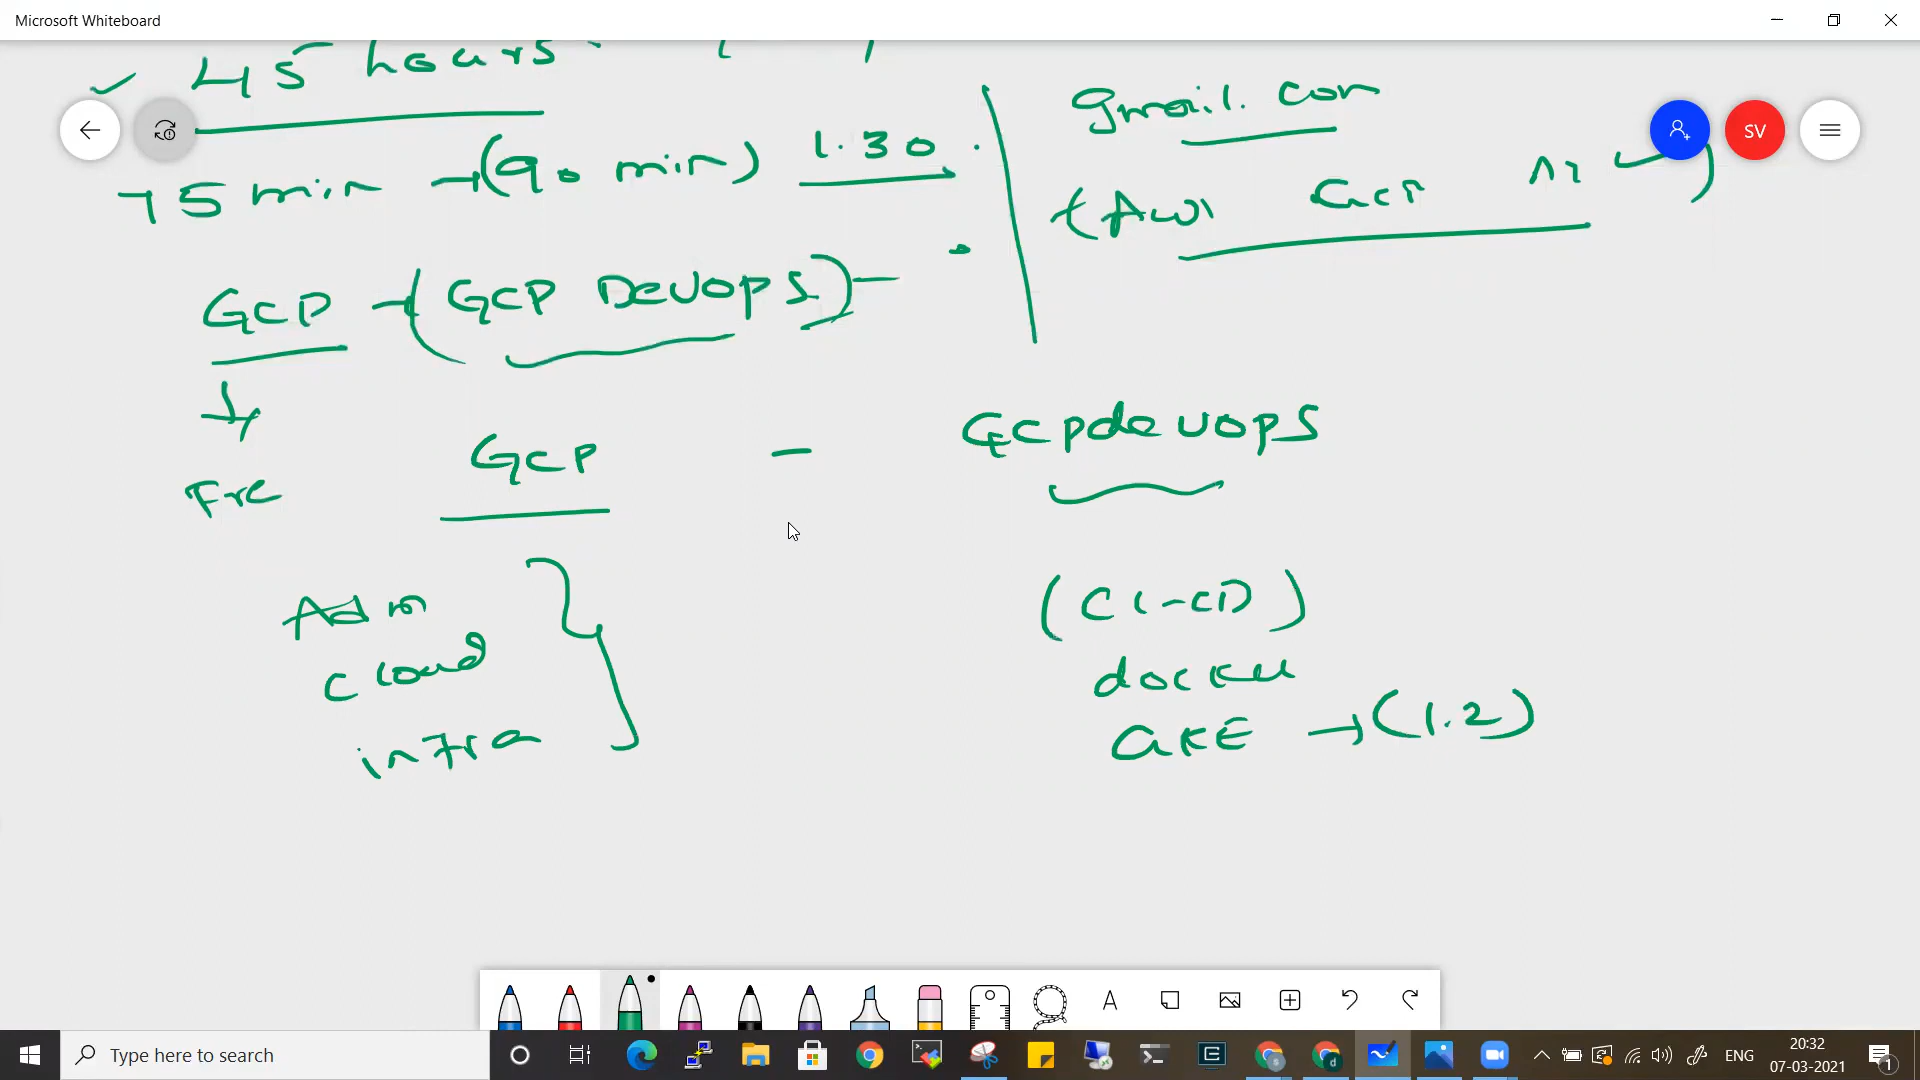 Microsoft Whiteboard
✓ 45 hours
75 min → (90 min) 1.30
GCP - (GCP DevOps) -
Fre
gmail.com
GCP
SV
GCP - GCPdevops
Adm
Cloud
infra
(CI-CD)
docker
GKE → (1.2)
Type here to search
ENG
20:32
07-03-2021
1